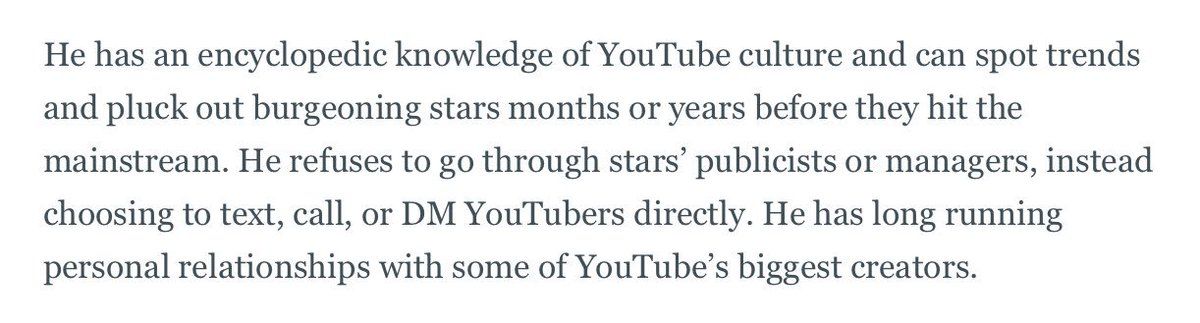 He has an encyclopedic knowledge of YouTube culture and can spot trends
and pluck out burgeoning stars months or years before they hit the
mainstream. He refuses to go through stars’ publicists or managers, instead
choosing to text, call, or DM YouTubers directly. He has long running
personal relationships with some of YouTube’s biggest creators.